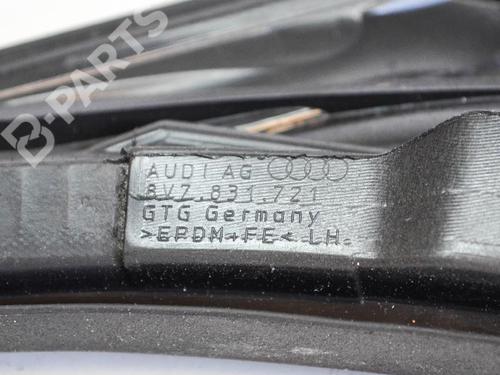 B-PARTS
AUDI AG
8V7.831.721
GTG Germany
>EPDM+FE< LH.